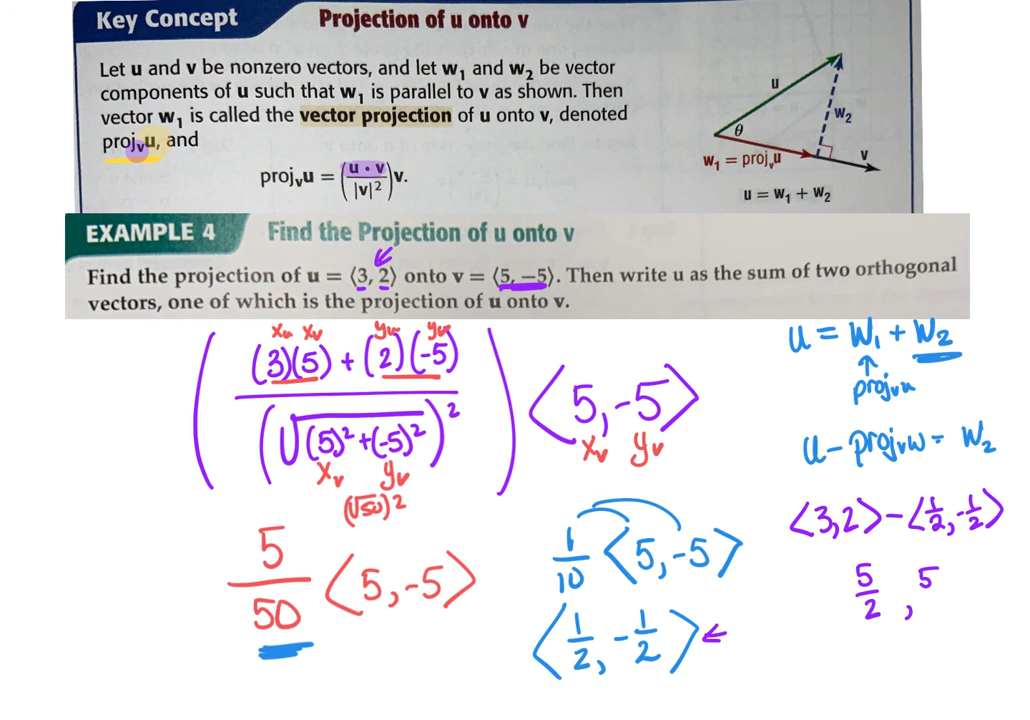 Key Concept Projection of u onto v
Let u and v be nonzero vectors, and let w₁ and w₂ be vector
components of u such that w₁ is parallel to v as shown. Then
vector w₁ is called the vector projection of u onto v, denoted
projᵥu, and
projᵥu = (u • v / |v|²)v.
u
θ
w₂
w₁ = projᵥu
v
u = w₁ + w₂
EXAMPLE 4 Find the Projection of u onto v
Find the projection of u = ⟨3, 2⟩ onto v = ⟨5, −5⟩. Then write u as the sum of two orthogonal
vectors, one of which is the projection of u onto v.
xᵤ xᵥ yᵤ yᵥ
((3)(5) + (2)(-5) / (√(5)² + (-5)²)²) ⟨5, -5⟩
xᵥ yᵥ
xᵥ yᵥ
(√50)²
5/50 ⟨5, -5⟩
1/10 ⟨5, -5⟩
⟨1/2, -1/2⟩
u = w₁ + w₂
↑
projᵥu
u - projᵥw = w₂
⟨3, 2⟩ - ⟨1/2, -1/2⟩
5/2 , 5